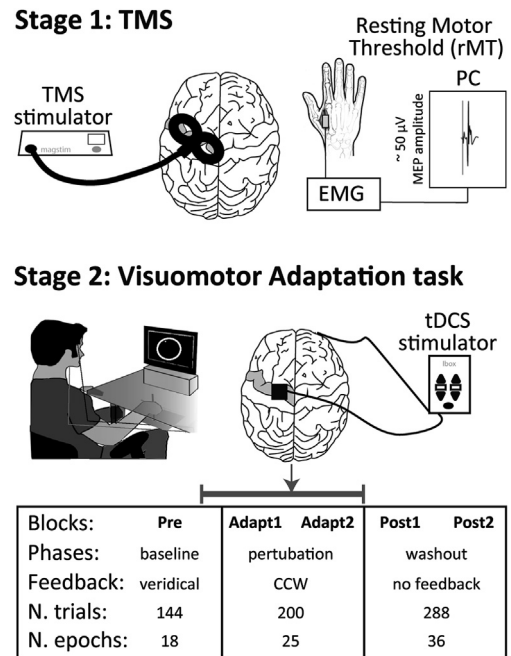 Stage 1: TMS
Resting Motor
Threshold (rMT)
TMS
stimulator
magstim
PC
~ 50 µV
MEP amplitude
EMG
Stage 2: Visuomotor Adaptation task
tDCS
stimulator
Ibox
Blocks: Pre Adapt1 Adapt2 Post1 Post2
Phases: baseline pertubation washout
Feedback: veridical CCW no feedback
N. trials: 144 200 288
N. epochs: 18 25 36